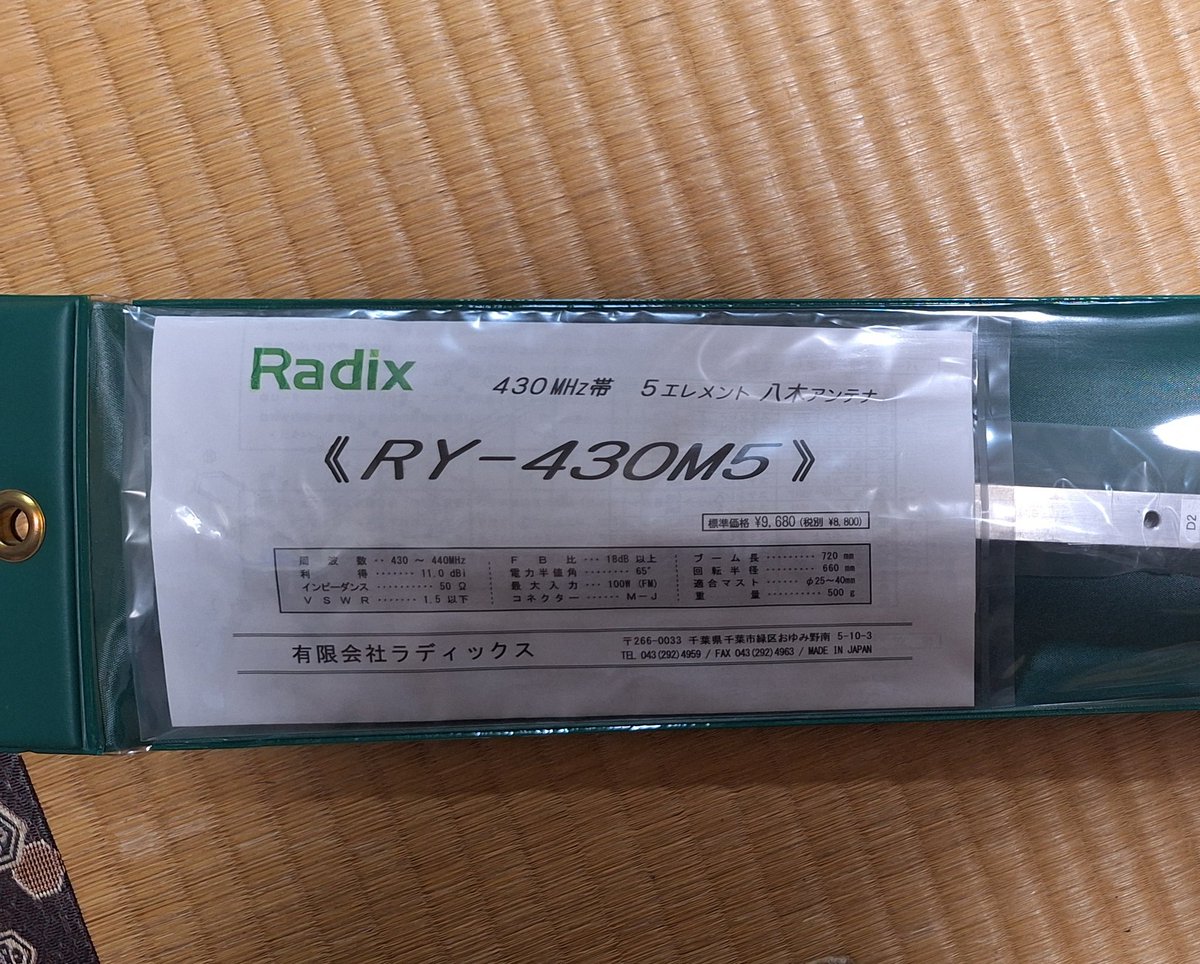 Radix
430MHz帯 5エレメント 八木アンテナ
《RY-430M5》
標準価格 ¥9,680 (税別 ¥8,800)
周波数 ‥ 430 ～ 440MHz
利得 ‥‥‥‥ 11.0 dBi
インピーダンス ‥‥‥‥‥ 50 Ω
VSWR ‥‥‥‥ 1.5 以下
FB比 ‥‥ 18dB 以上
電力半値角 ‥‥‥‥ 65°
最大入力 ‥‥ 100W (FM)
コネクター ‥‥‥ M-J
ブーム長 ‥‥‥‥‥ 720 mm
回転半径 ‥‥‥‥‥ 660 mm
適合マスト ‥‥‥ φ25～40mm
重量 ‥‥‥‥‥ 500 g
有限会社ラディックス
〒266-0033 千葉県千葉市緑区おゆみ野南 5-10-3
TEL 043(292)4959 / FAX 043(292)4963 / MADE IN JAPAN
D2